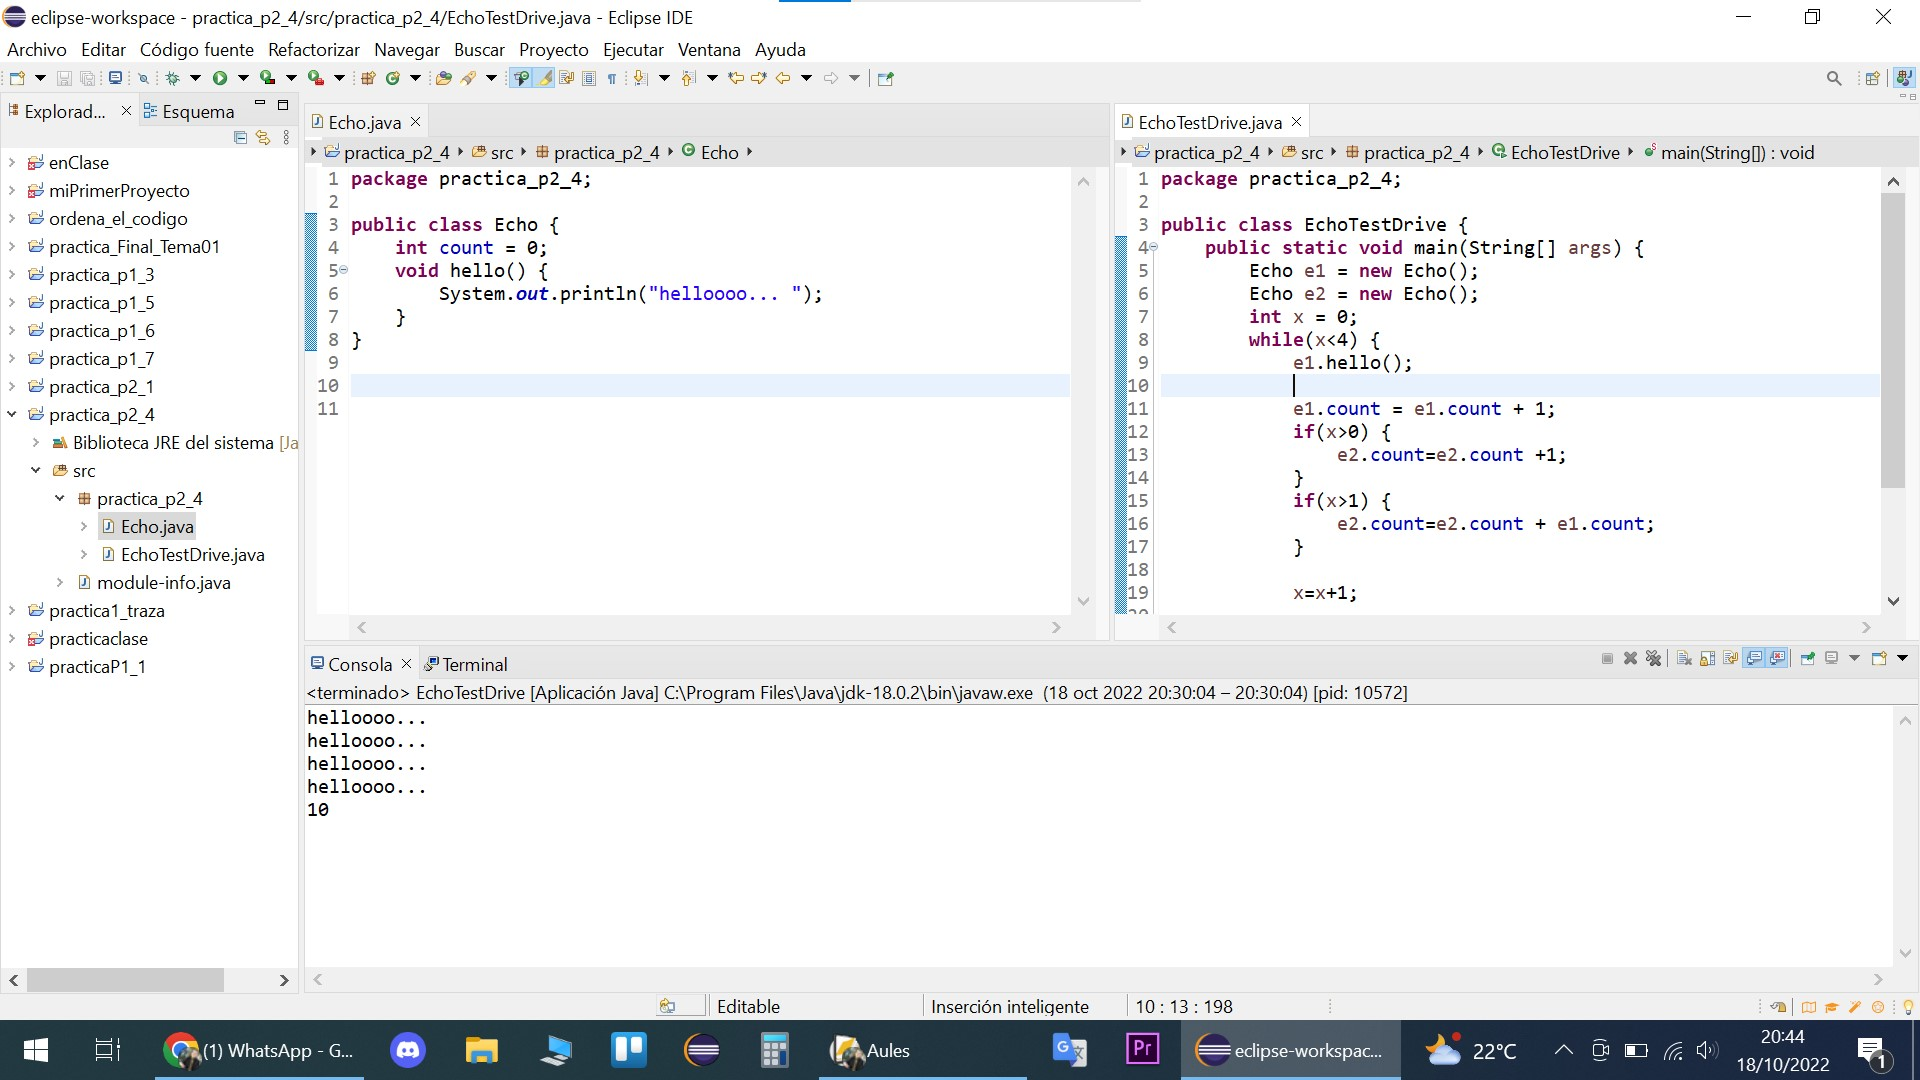 eclipse-workspace - practica_p2_4/src/practica_p2_4/EchoTestDrive.java - Eclipse IDE
Archivo Editar Código fuente Refactorizar Navegar Buscar Proyecto Ejecutar Ventana Ayuda
Explorad...
Esquema
enClase
miPrimerProyecto
ordena_el_codigo
practica_Final_Tema01
practica_p1_3
practica_p1_5
practica_p1_6
practica_p1_7
practica_p2_1
practica_p2_4
Biblioteca JRE del sistema [Ja
src
practica_p2_4
Echo.java
EchoTestDrive.java
module-info.java
practica1_traza
practicaclase
practicaP1_1
Echo.java
practica_p2_4 src practica_p2_4 Echo
1 package practica_p2_4;
2
3 public class Echo {
4 int count = 0;
5 void hello() {
6 System.out.println("helloooo... ");
7 }
8 }
9
10
11
EchoTestDrive.java
practica_p2_4 src practica_p2_4 EchoTestDrive main(String[]) : void
1 package practica_p2_4;
2
3 public class EchoTestDrive {
4 public static void main(String[] args) {
5 Echo e1 = new Echo();
6 Echo e2 = new Echo();
7 int x = 0;
8 while(x<4) {
9 e1.hello();
10
11 e1.count = e1.count + 1;
12 if(x>0) {
13 e2.count=e2.count +1;
14 }
15 if(x>1) {
16 e2.count=e2.count + e1.count;
17 }
18
19 x=x+1;
20
Consola
Terminal
<terminado> EchoTestDrive [Aplicación Java] C:\Program Files\Java\jdk-18.0.2\bin\javaw.exe (18 oct 2022 20:30:04 – 20:30:04) [pid: 10572]
helloooo...
helloooo...
helloooo...
helloooo...
10
Editable
Inserción inteligente
10 : 13 : 198
(1) WhatsApp - G...
Aules
Pr
eclipse-workspac...
22°C
20:44
18/10/2022
1